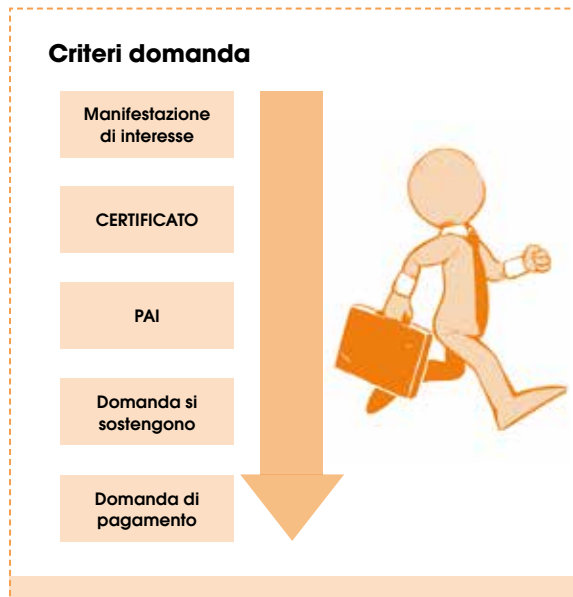 Criteri domanda
Manifestazione
di interesse
CERTIFICATO
PAI
Domanda si
sostengono
Domanda di
pagamento